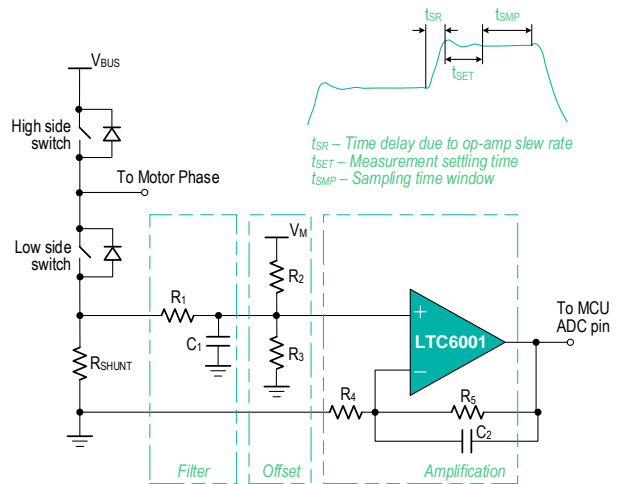 tSR
tSMP
tSET
VBUS
High side
switch
To Motor Phase
Low side
switch
tSR – Time delay due to op-amp slew rate
tSET – Measurement settling time
tSMP – Sampling time window
VM
R1
R2
C1
R3
RSHUNT
+
LTC6001
−
To MCU
ADC pin
R4
R5
C2
Filter
Offset
Amplification